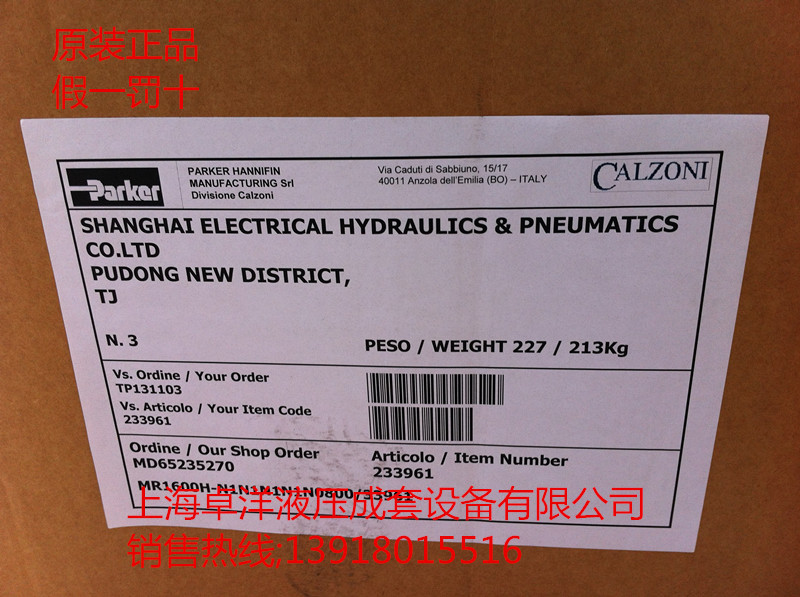 原装正品
假一罚十
Parker
PARKER HANNIFIN
MANUFACTURING Srl
Divisione Calzoni
Via Caduti di Sabbiuno, 15/17
40011 Anzola dell'Emilia (BO) – ITALY
CALZONI
SHANGHAI ELECTRICAL HYDRAULICS & PNEUMATICS
CO.LTD
PUDONG NEW DISTRICT,
TJ
N. 3
PESO / WEIGHT 227 / 213Kg
Vs. Ordine / Your Order
TP131103
Vs. Articolo / Your Item Code
233961
Ordine / Our Shop Order
MD65235270
Articolo / Item Number
233961
MR1600H-N1N1N1N1N0800/33961
上海卓洋液压成套设备有限公司
销售热线;13918015516